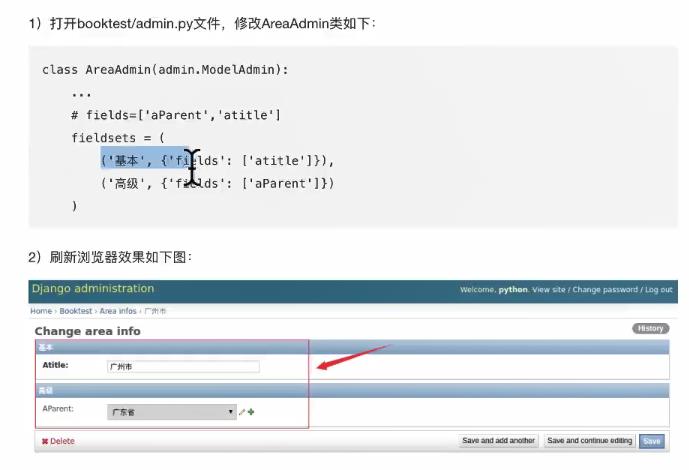 1）打开booktest/admin.py文件，修改AreaAdmin类如下：
class AreaAdmin(admin.ModelAdmin):
...
# fields=['aParent','atitle']
fieldsets = (
('基本', {'fields': ['atitle']}),
('高级', {'fields': ['aParent']})
)
2）刷新浏览器效果如下图：
Django administration
Welcome, python. View site / Change password / Log out
Home › Booktest › Area infos › 广州市
Change area info
History
基本
Atitle: 广州市
高级
AParent: 广东省
Delete
Save and add another
Save and continue editing
Save